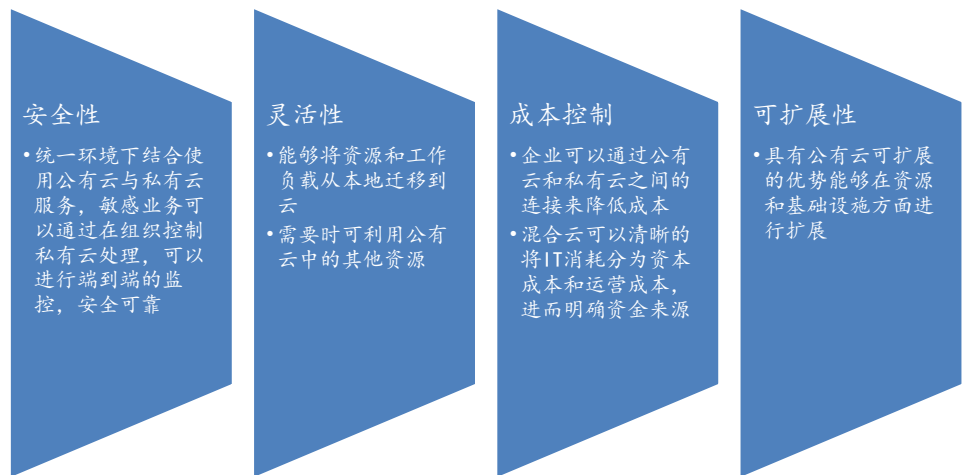 安全性
•统一环境下结合使
用公有云与私有云
服务，敏感业务可
以通过在组织控制
私有云处理，可以
进行端到端的监
控，安全可靠
灵活性
•能够将资源和工作
负载从本地迁移到
云
•需要时可利用公有
云中的其他资源
成本控制
•企业可以通过公有
云和私有云之间的
连接来降低成本
•混合云可以清晰的
将IT消耗分为资本
成本和运营成本，
进而明确资金来源
可扩展性
•具有公有云可扩展
的优势能够在资源
和基础设施方面进
行扩展